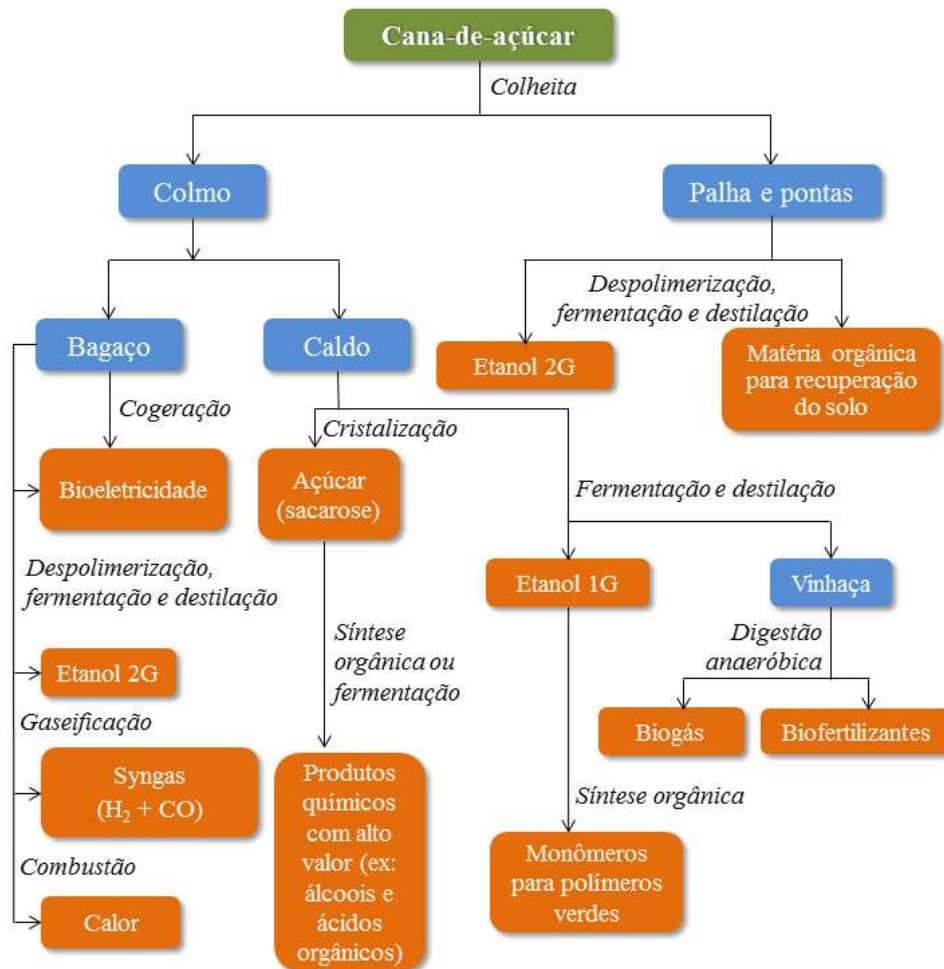 Cana-de-açúcar
Colheita
Colmo
Palha e pontas
Despolimerização,
fermentação e destilação
Bagaço
Caldo
Etanol 2G
Matéria orgânica
para recuperação
do solo
Cogeração
Cristalização
Bioeletricidade
Açúcar
(sacarose)
Fermentação e destilação
Despolimerização,
fermentação e destilação
Etanol 1G
Vinhaça
Síntese
orgânica ou
fermentação
Digestão
anaeróbica
Etanol 2G
Gaseificação
Biogás
Biofertilizantes
Syngas
(H₂ + CO)
Produtos
químicos
com alto
valor (ex:
álcoois e
ácidos
orgânicos)
Síntese orgânica
Combustão
Monômeros
para polímeros
verdes
Calor